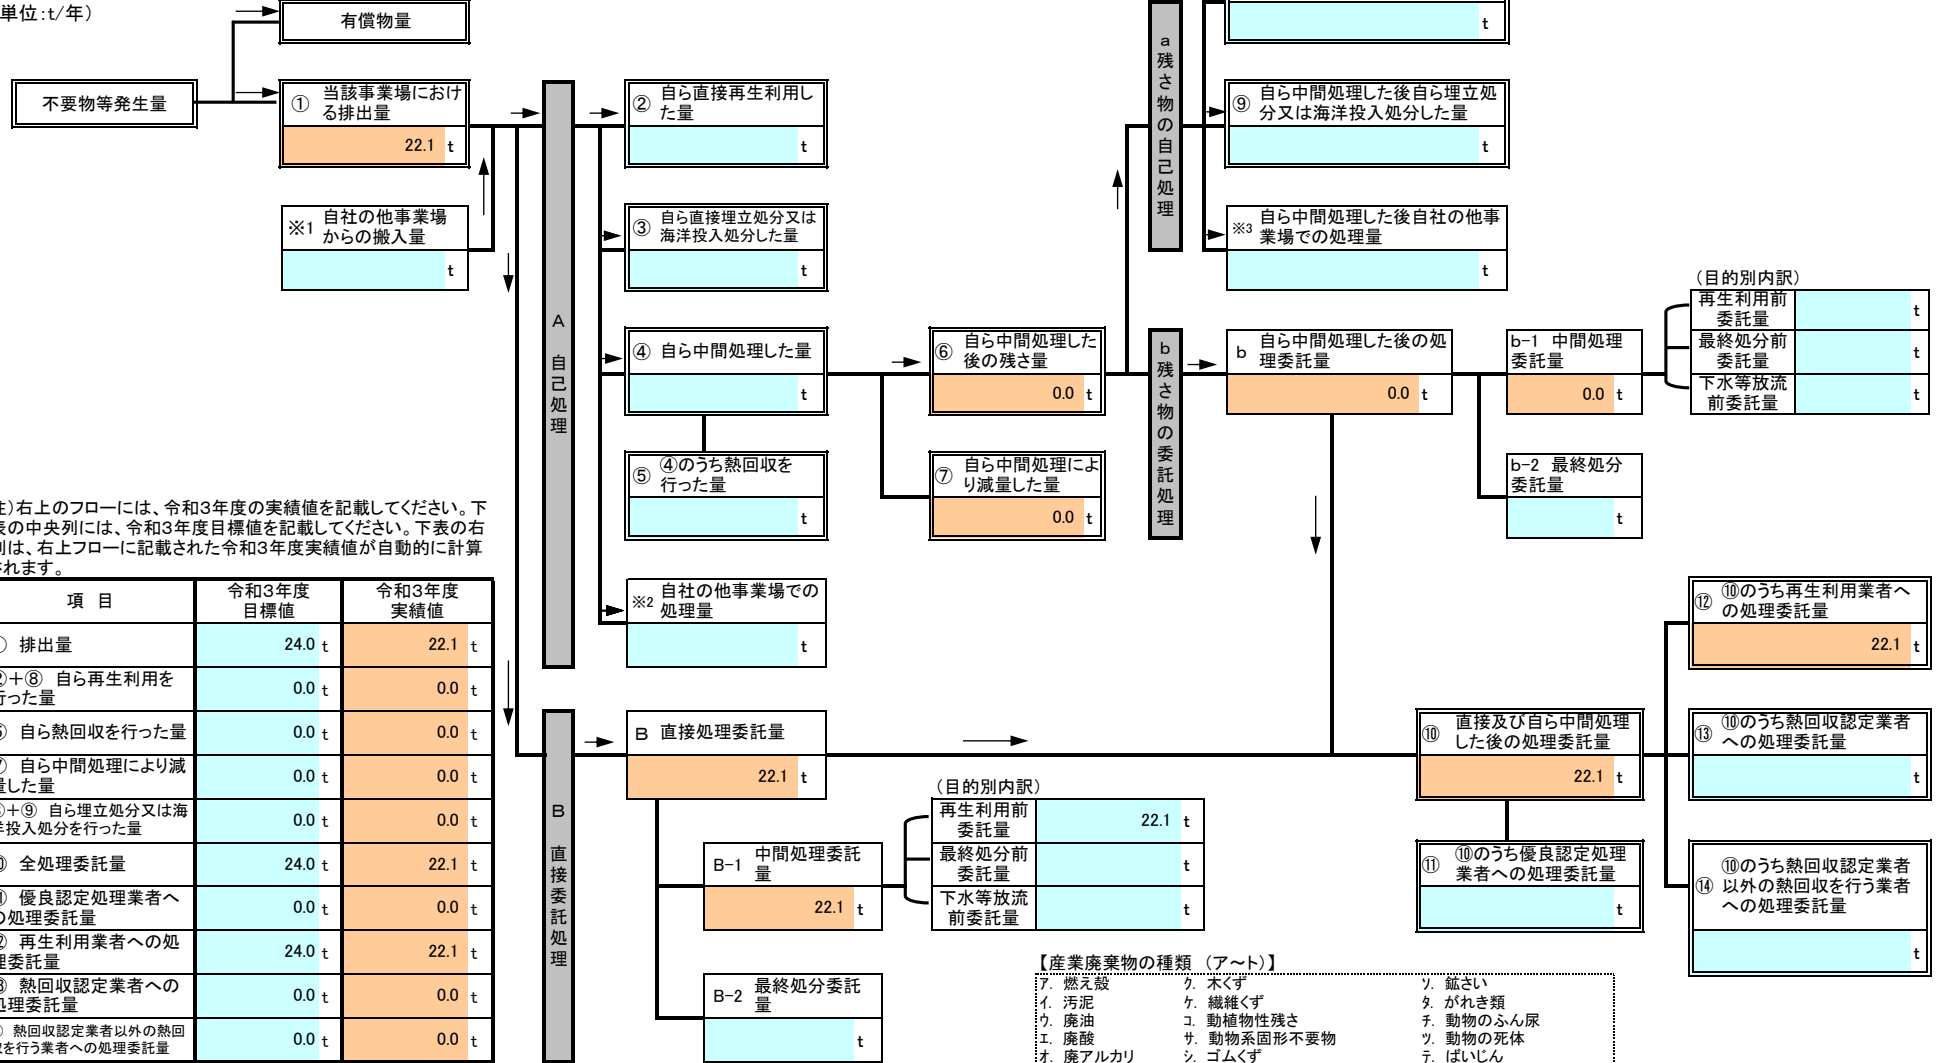 単位:t/年）
有償物量
不要物等発生量
① 当該事業場におけ
る排出量
22.1 t
※1 自社の他事業場
からの搬入量
t
A 自己処理
② 自ら直接再生利用し
た量
t
③ 自ら直接埋立処分又は
海洋投入処分した量
t
④ 自ら中間処理した量
t
⑤ ④のうち熱回収を
行った量
t
※2 自社の他事業場での
処理量
t
⑥ 自ら中間処理した
後の残さ量
0.0 t
⑦ 自ら中間処理によ
り減量した量
0.0 t
a残さ物の自己処理
t
⑨ 自ら中間処理した後自ら埋立処
分又は海洋投入処分した量
t
※3 自ら中間処理した後自社の他事
業場での処理量
t
b残さ物の委託処理
b 自ら中間処理した後の処
理委託量
0.0 t
b-1 中間処理
委託量
0.0 t
b-2 最終処分
委託量
t
（目的別内訳）
再生利用前
委託量
t
最終処分前
委託量
t
下水等放流
前委託量
t
)右上のフローには、令和3年度の実績値を記載してください。下
の中央列には、令和3年度目標値を記載してください。下表の右
は、右上フローに記載された令和3年度実績値が自動的に計算
れます。
項 目
令和3年度
目標値
令和3年度
実績値
排出量 24.0 t 22.1 t
+⑧ 自ら再生利用を
行った量 0.0 t 0.0 t
自ら熱回収を行った量 0.0 t 0.0 t
自ら中間処理により減
量した量 0.0 t 0.0 t
+⑨ 自ら埋立処分又は海
洋投入処分を行った量 0.0 t 0.0 t
全処理委託量 24.0 t 22.1 t
優良認定処理業者へ
の処理委託量 0.0 t 0.0 t
再生利用業者への処
理委託量 24.0 t 22.1 t
熱回収認定業者への
処理委託量 0.0 t 0.0 t
熱回収認定業者以外の熱回
収を行う業者への処理委託量 0.0 t 0.0 t
B 直接委託処理
B 直接処理委託量
22.1 t
B-1 中間処理委託
量
22.1 t
B-2 最終処分委託
量
t
（目的別内訳）
再生利用前
委託量
22.1 t
最終処分前
委託量
t
下水等放流
前委託量
t
⑩ 直接及び自ら中間処理
した後の処理委託量
22.1 t
⑪ ⑩のうち優良認定処理
業者への処理委託量
t
⑫ ⑩のうち再生利用業者へ
の処理委託量
22.1 t
⑬ ⑩のうち熱回収認定業者
への処理委託量
t
⑭ ⑩のうち熱回収認定業者
以外の熱回収を行う業者
への処理委託量
t
【産業廃棄物の種類 （ア～ト）】
ｱ. 燃え殻 ｸ. 木くず ｿ. 鉱さい
ｲ. 汚泥 ｹ. 繊維くず ﾀ. がれき類
ｳ. 廃油 ｺ. 動植物性残さ ﾁ. 動物のふん尿
ｴ. 廃酸 ｻ. 動物系固形不要物 ﾂ. 動物の死体
ｵ. 廃アルカリ ｼ. ゴムくず ﾃ. ばいじん